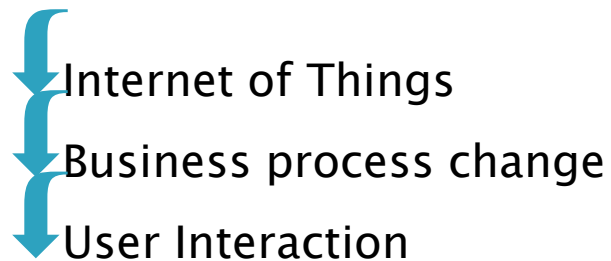 Internet of Things
Business process change
User Interaction